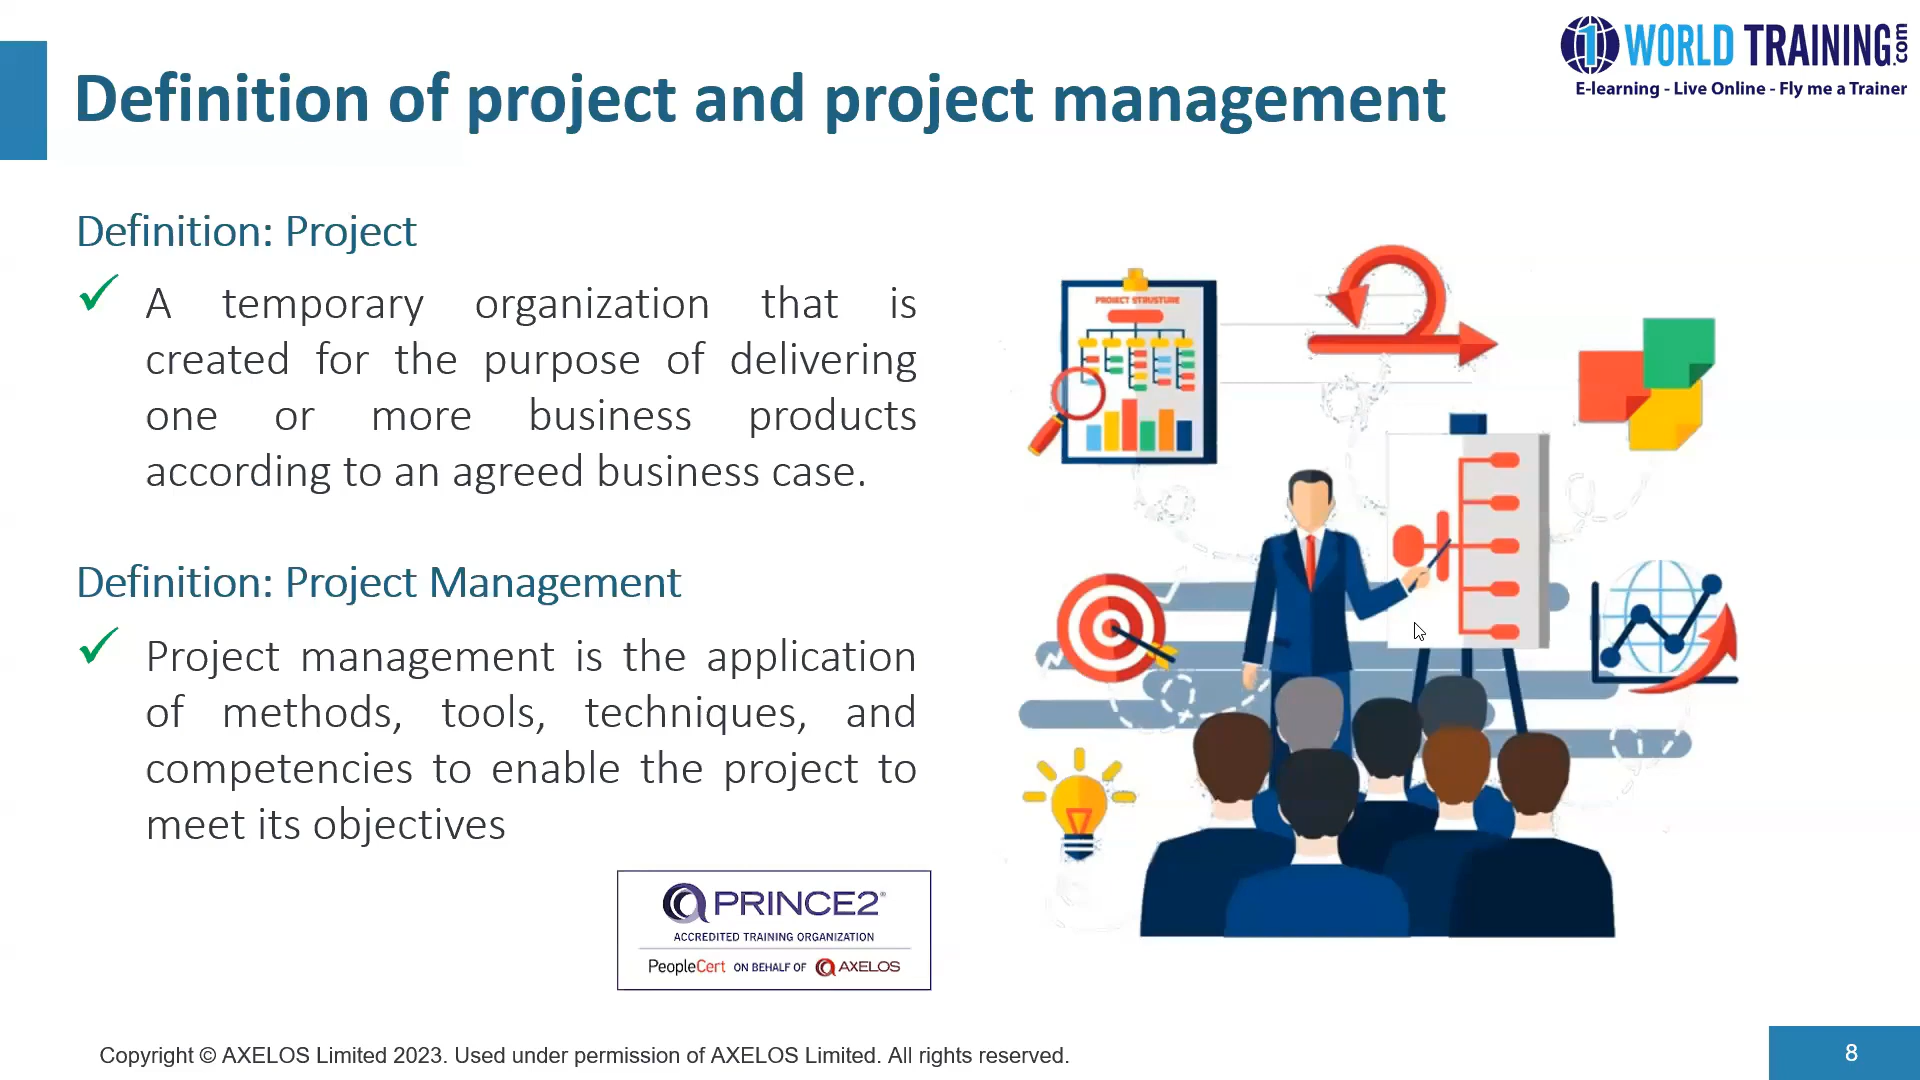 1 WORLD TRAINING.com
E-learning - Live Online - Fly me a Trainer
Definition of project and project management
Definition: Project
A temporary organization that is
created for the purpose of delivering
one or more business products
according to an agreed business case.
Definition: Project Management
Project management is the application
of methods, tools, techniques, and
competencies to enable the project to
meet its objectives
PROJECT STRUSTURE
PRINCE2®
ACCREDITED TRAINING ORGANIZATION
PeopleCert ON BEHALF OF AXELOS
Copyright © AXELOS Limited 2023. Used under permission of AXELOS Limited. All rights reserved.
8